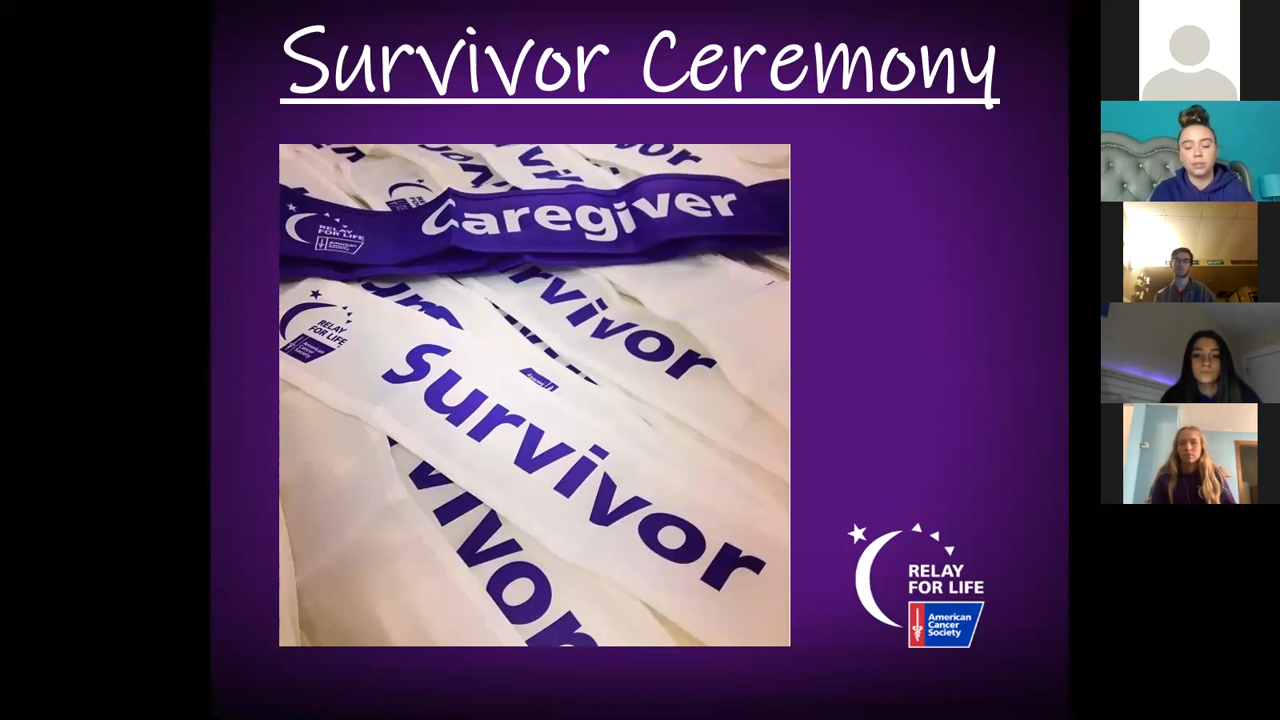 Survivor Ceremony
Caregiver
RELAY
FOR LIFE
American
Cancer
Society
Survivor
RELAY
FOR LIFE
American
Cancer
Society
Survivor
RELAY
FOR LIFE
American
Cancer
Society